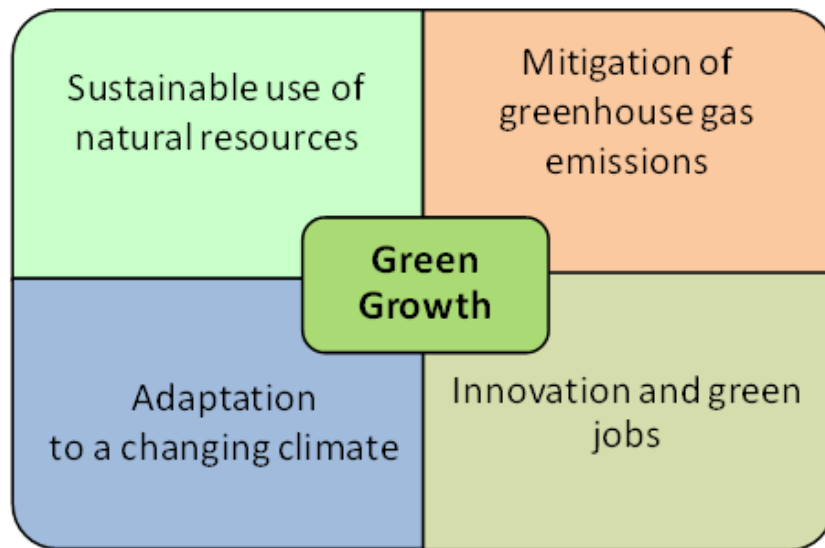 Sustainable use of
natural resources
Mitigation of
greenhouse gas
emissions
Green
Growth
Adaptation
to a changing climate
Innovation and green
jobs